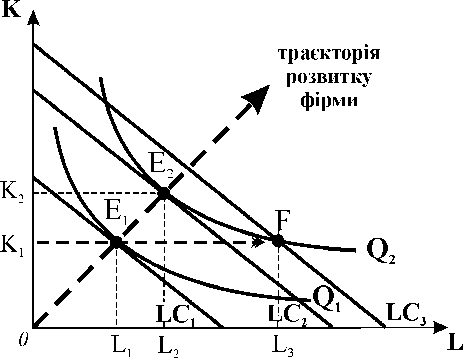 K
траєкторія
розвитку
фірми
E₂
K₂
E₁
F
K₁
Q₂
Q₁
LC₁
LC₂
LC₃
0
L₁
L₂
L₃
L